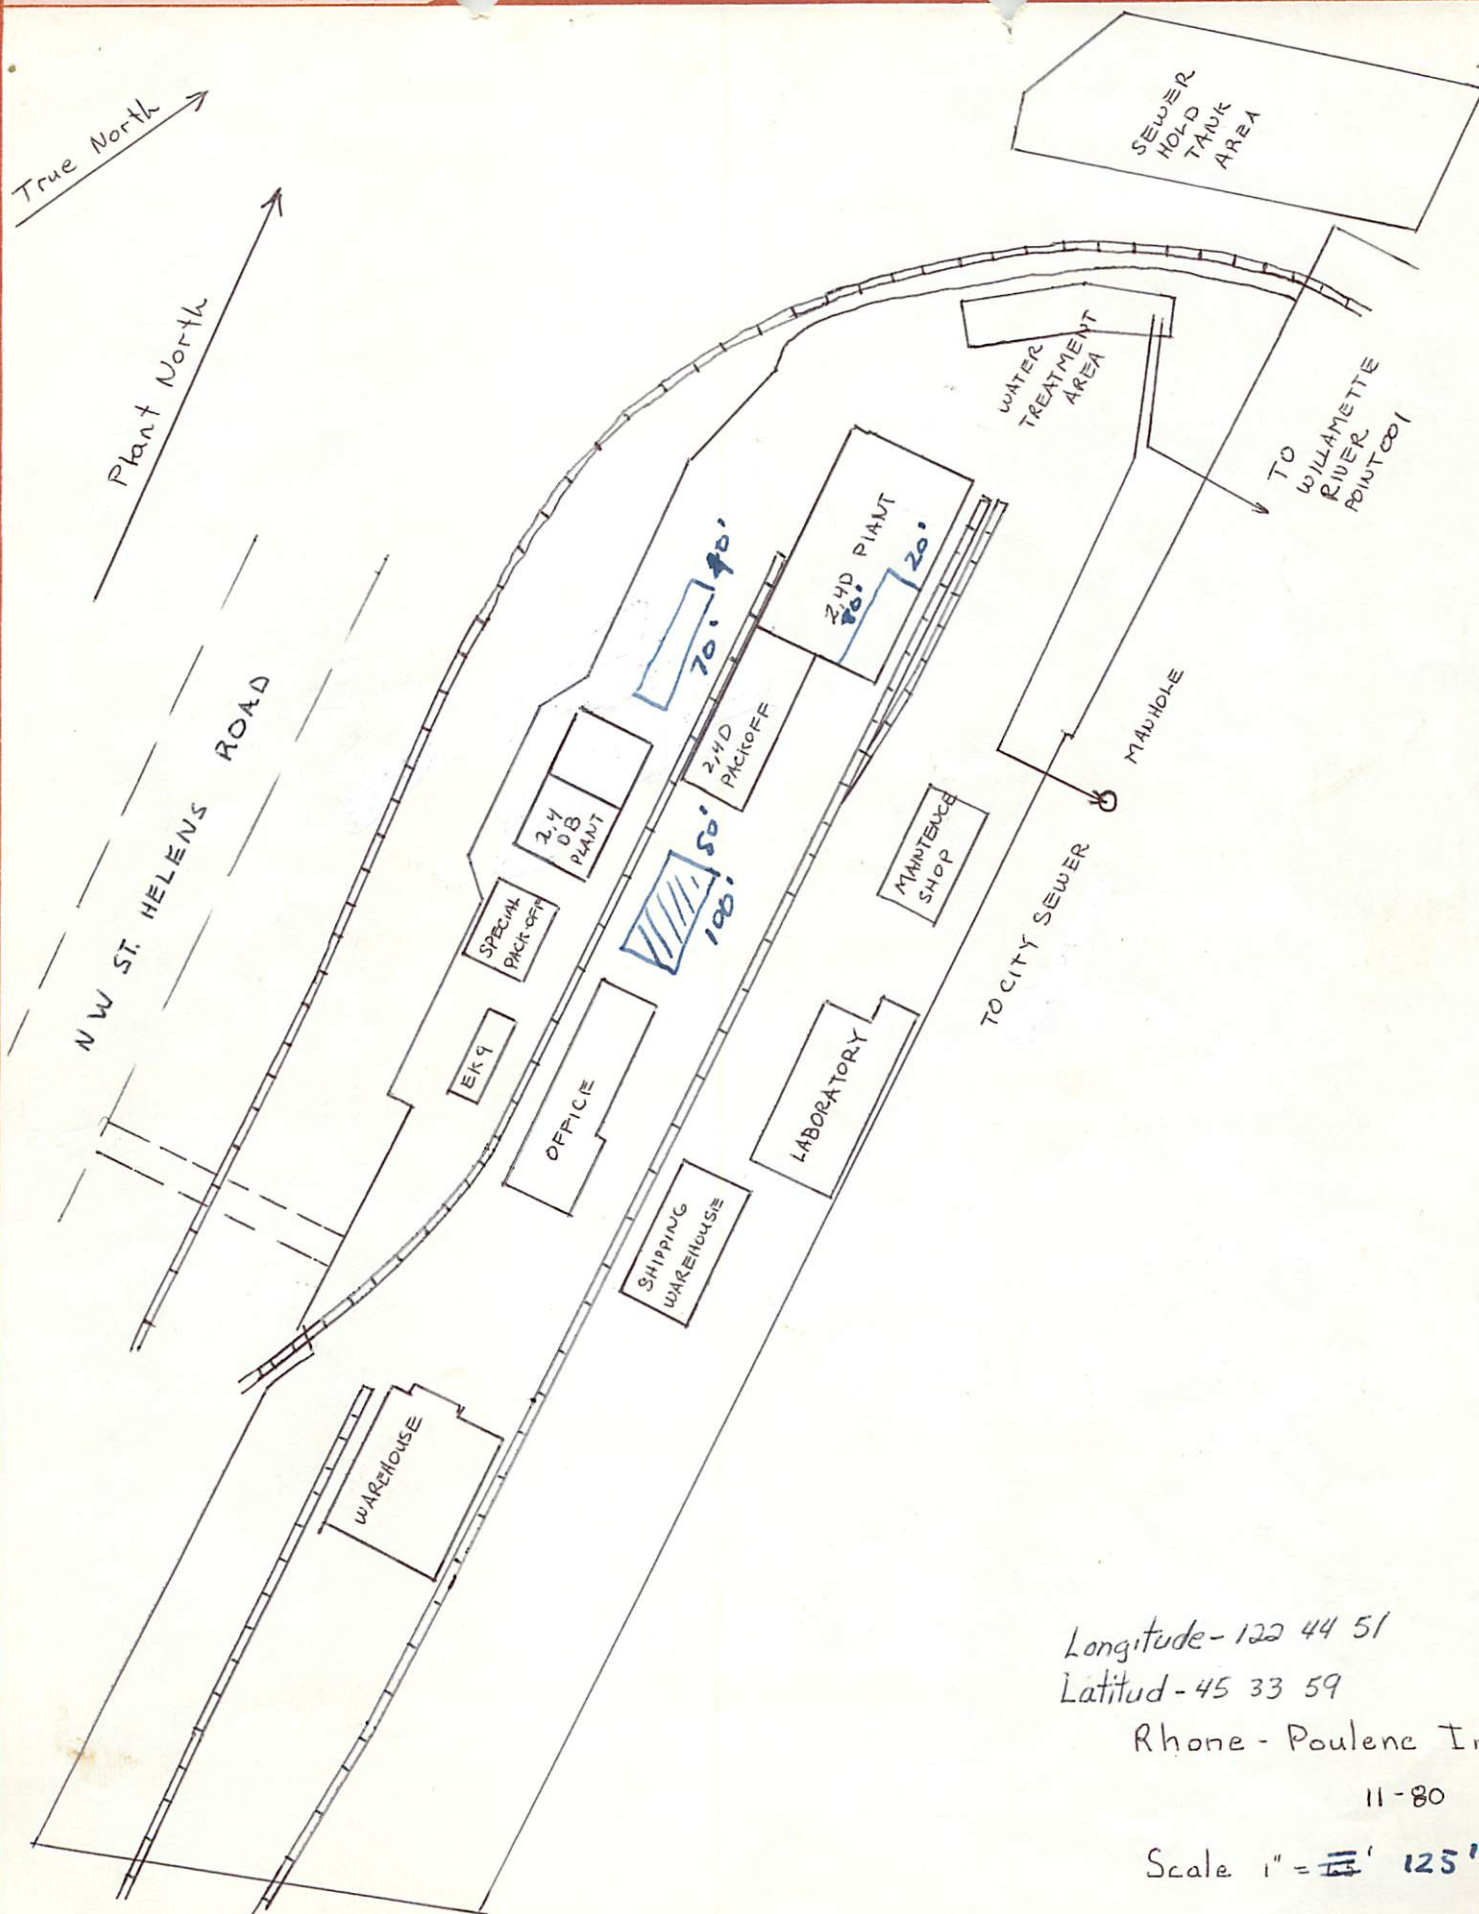 True North
Plant North
N W ST. HELENS ROAD
SEWER
HOLD
TANK
AREA
WATER
TREATMENT
AREA
TO
WILLAMETTE
RIVER
POINT 001
2,4D PLANT
80'
20'
40'
70'
2,4D
PACKOFF
2,4
DB
PLANT
50'
100'
SPECIAL
PACK-OFF
EK9
OFFICE
MAINTENCE
SHOP
MANHOLE
TO CITY SEWER
LABORATORY
SHIPPING
WAREHOUSE
WAREHOUSE
Longitude - 122 44 51
Latitud - 45 33 59
Rhone - Poulenc I
11-80
Scale 1" = ' 125'